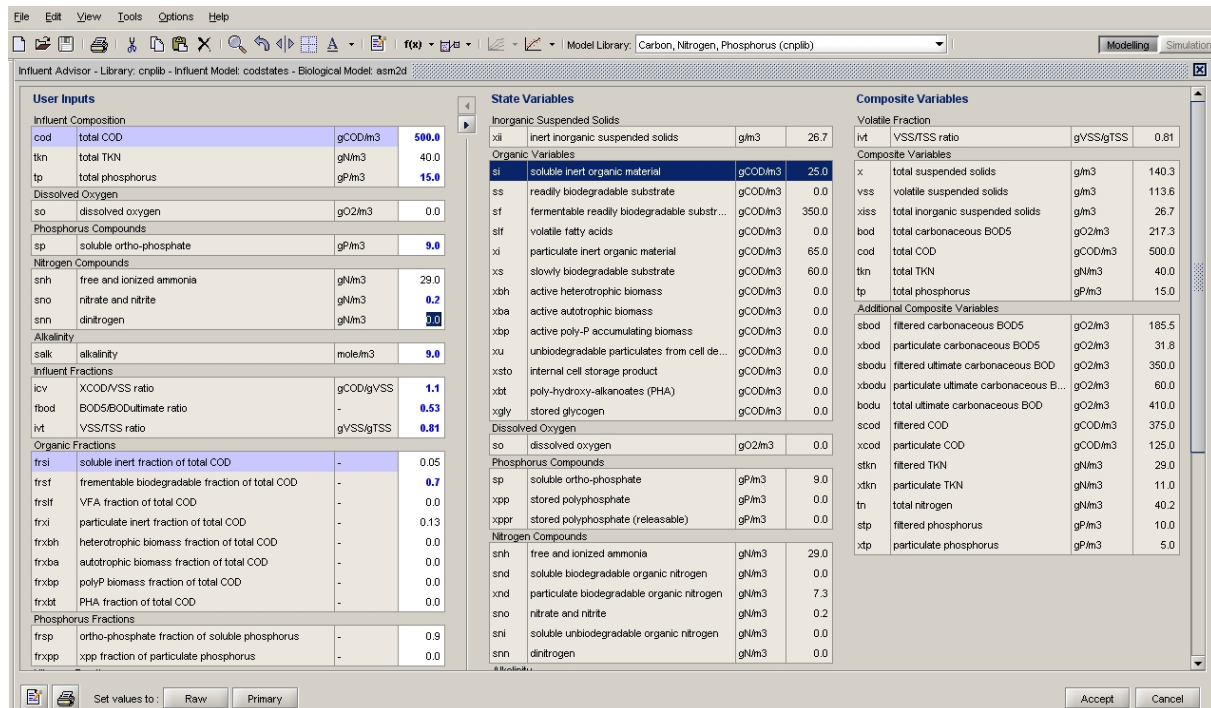 File Edit View Tools Options Help
f(x) Model Library: Carbon, Nitrogen, Phosphorus (cnplib) Modelling Simulation
Influent Advisor - Library: cnplib - Influent Model: codstates - Biological Model: asm2d
User Inputs
Influent Composition
cod total COD gCOD/m3 500.0
tkn total TKN gN/m3 40.0
tp total phosphorus gP/m3 15.0
Dissolved Oxygen
so dissolved oxygen gO2/m3 0.0
Phosphorus Compounds
sp soluble ortho-phosphate gP/m3 9.0
Nitrogen Compounds
snh free and ionized ammonia gN/m3 29.0
sno nitrate and nitrite gN/m3 0.2
snn dinitrogen gN/m3 0.0
Alkalinity
salk alkalinity mole/m3 9.0
Influent Fractions
icv XCOD/VSS ratio gCOD/gVSS 1.1
fbod BOD5/BODultimate ratio - 0.53
ivt VSS/TSS ratio gVSS/gTSS 0.81
Organic Fractions
frsi soluble inert fraction of total COD - 0.05
frsf frementable biodegradable fraction of total COD - 0.7
frslf VFA fraction of total COD - 0.0
frxi particulate inert fraction of total COD - 0.13
frxbh heterotrophic biomass fraction of total COD - 0.0
frxba autotrophic biomass fraction of total COD - 0.0
frxbp polyP biomass fraction of total COD - 0.0
frxbt PHA fraction of total COD - 0.0
Phosphorus Fractions
frsp ortho-phosphate fraction of soluble phosphorus - 0.9
frxpp xpp fraction of particulate phosphorus - 0.0
State Variables
Inorganic Suspended Solids
xii inert inorganic suspended solids g/m3 26.7
Organic Variables
si soluble inert organic material gCOD/m3 25.0
ss readily biodegradable substrate gCOD/m3 0.0
sf fermentable readily biodegradable substr... gCOD/m3 350.0
slf volatile fatty acids gCOD/m3 0.0
xi particulate inert organic material gCOD/m3 65.0
xs slowly biodegradable substrate gCOD/m3 60.0
xbh active heterotrophic biomass gCOD/m3 0.0
xba active autotrophic biomass gCOD/m3 0.0
xbp active poly-P accumulating biomass gCOD/m3 0.0
xu unbiodegradable particulates from cell de... gCOD/m3 0.0
xsto internal cell storage product gCOD/m3 0.0
xbt poly-hydroxy-alkanoates (PHA) gCOD/m3 0.0
xgly stored glycogen gCOD/m3 0.0
Dissolved Oxygen
so dissolved oxygen gO2/m3 0.0
Phosphorus Compounds
sp soluble ortho-phosphate gP/m3 9.0
xpp stored polyphosphate gP/m3 0.0
xppr stored polyphosphate (releasable) gP/m3 0.0
Nitrogen Compounds
snh free and ionized ammonia gN/m3 29.0
snd soluble biodegradable organic nitrogen gN/m3 0.0
xnd particulate biodegradable organic nitrogen gN/m3 7.3
sno nitrate and nitrite gN/m3 0.2
sni soluble unbiodegradable organic nitrogen gN/m3 0.0
snn dinitrogen gN/m3 0.0
Composite Variables
Volatile Fraction
ivt VSS/TSS ratio gVSS/gTSS 0.81
Composite Variables
x total suspended solids g/m3 140.3
vss volatile suspended solids g/m3 113.6
xiss total inorganic suspended solids g/m3 26.7
bod total carbonaceous BOD5 gO2/m3 217.3
cod total COD gCOD/m3 500.0
tkn total TKN gN/m3 40.0
tp total phosphorus gP/m3 15.0
Additional Composite Variables
sbod filtered carbonaceous BOD5 gO2/m3 185.5
xbod particulate carbonaceous BOD5 gO2/m3 31.8
sbodu filtered ultimate carbonaceous BOD gO2/m3 350.0
xbodu particulate ultimate carbonaceous B... gO2/m3 60.0
bodu total ultimate carbonaceous BOD gO2/m3 410.0
scod filtered COD gCOD/m3 375.0
xcod particulate COD gCOD/m3 125.0
stkn filtered TKN gN/m3 29.0
xtkn particulate TKN gN/m3 11.0
tn total nitrogen gN/m3 40.2
stp filtered phosphorus gP/m3 10.0
xtp particulate phosphorus gP/m3 5.0
Set values to : Raw Primary Accept Cancel